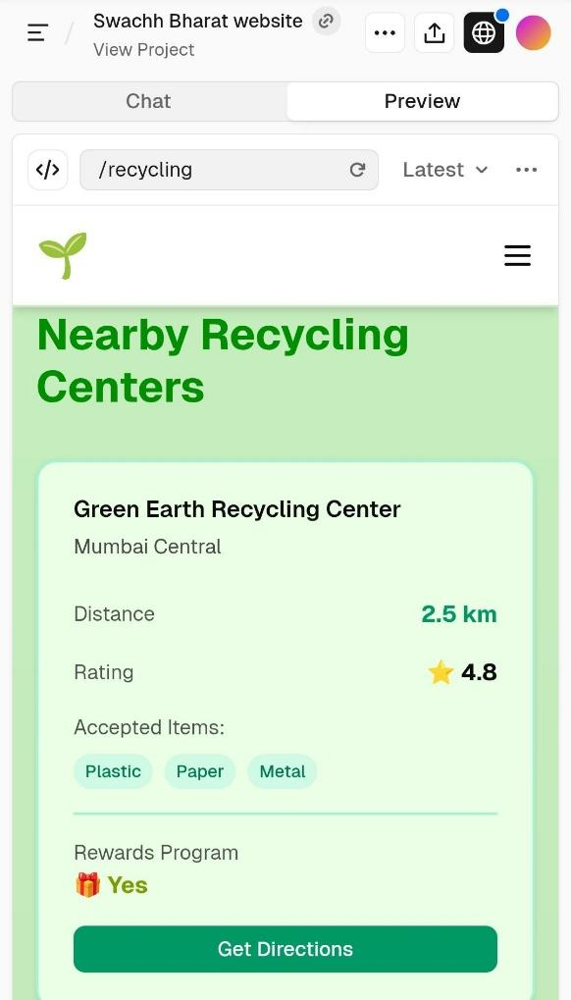 Swachh Bharat website
View Project
Chat
Preview
/recycling
Latest
Nearby Recycling
Centers
Green Earth Recycling Center
Mumbai Central
Distance
2.5 km
Rating
⭐ 4.8
Accepted Items:
Plastic Paper Metal
Rewards Program
🎁 Yes
Get Directions